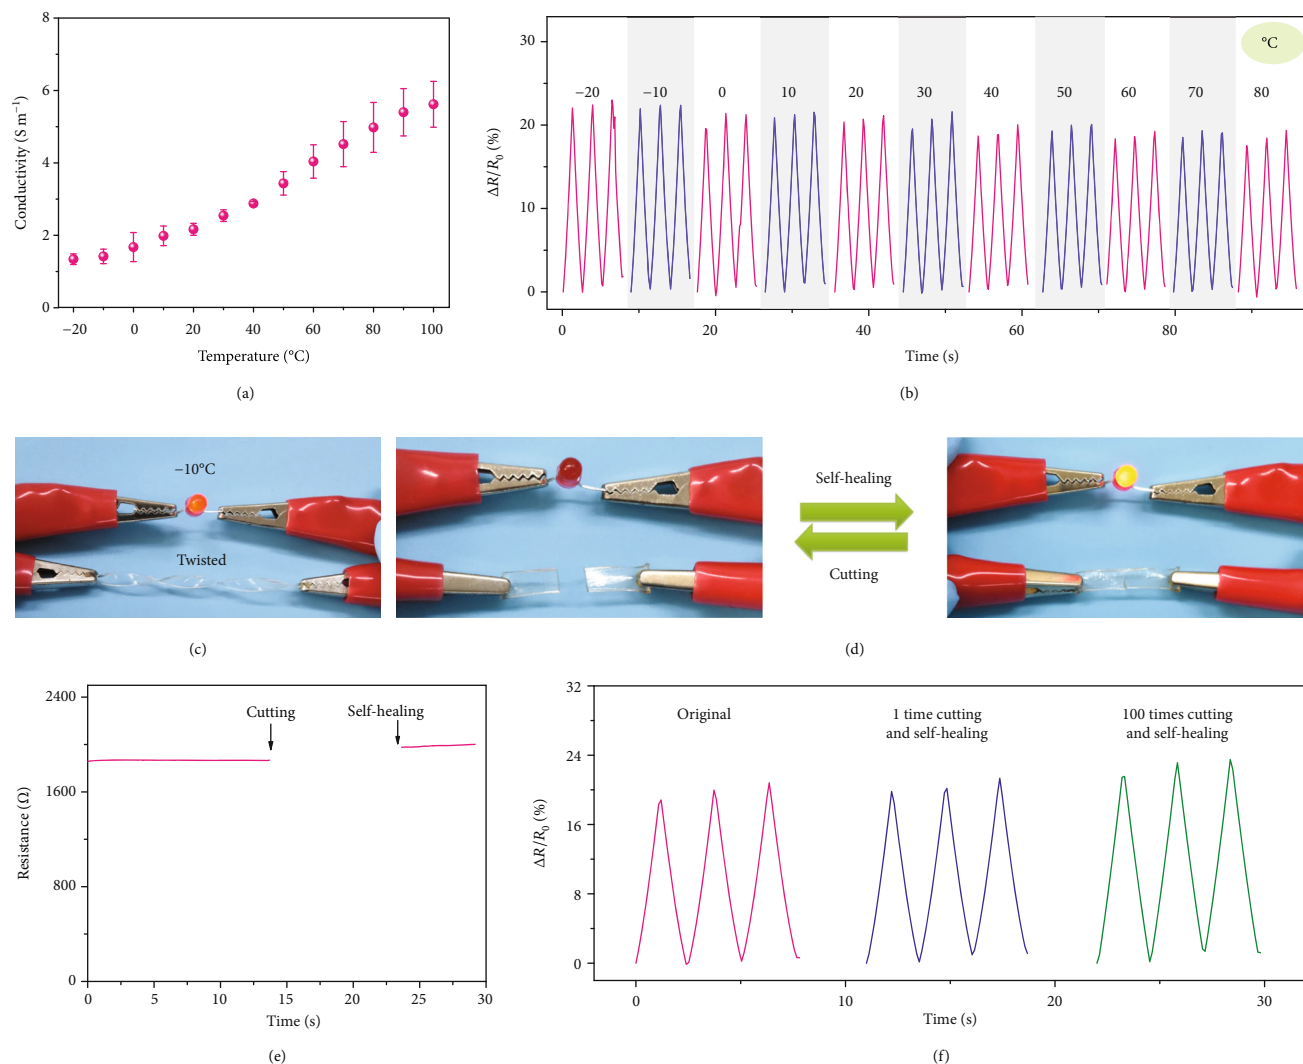 8
6
4
2
0
Conductivity (S m⁻¹)
−20 0 20 40 60 80 100
Temperature (°C)
(a)
30
20
10
0
ΔR/R₀ (%)
°C
−20 −10 0 10 20 30 40 50 60 70 80
0 20 40 60 80
Time (s)
(b)
−10°C
Twisted
(c)
Self-healing
Cutting
(d)
2400
1600
800
0
Resistance (Ω)
Cutting
Self-healing
0 5 10 15 20 25 30
Time (s)
(e)
32
24
16
8
0
ΔR/R₀ (%)
Original
1 time cutting
and self-healing
100 times cutting
and self-healing
0 10 20 30
Time (s)
(f)